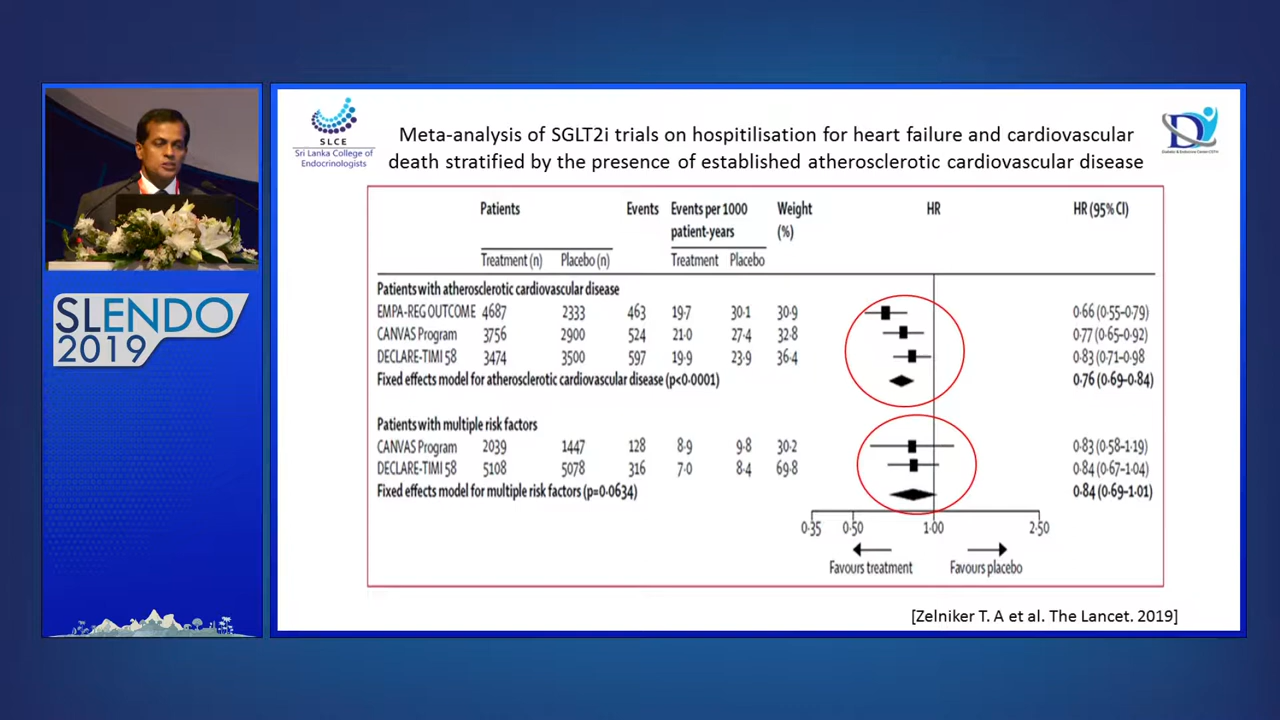 SLCE
Sri Lanka College of
Endocrinologists
Meta-analysis of SGLT2i trials on hospitilisation for heart failure and cardiovascular
death stratified by the presence of established atherosclerotic cardiovascular disease
D
Diabetes & Endocrine Center-CSTH
Patients Events Events per 1000 Weight HR HR (95% CI)
patient-years (%)
Treatment (n) Placebo (n) Treatment Placebo
Patients with atherosclerotic cardiovascular disease
EMPA-REG OUTCOME 4687 2333 463 19·7 30·1 30·9 0·66 (0·55–0·79)
CANVAS Program 3756 2900 524 21·0 27·4 32·8 0·77 (0·65–0·92)
DECLARE-TIMI 58 3474 3500 597 19·9 23·9 36·4 0·83 (0·71–0·98
Fixed effects model for atherosclerotic cardiovascular disease (p<0·0001) 0·76 (0·69–0·84)
Patients with multiple risk factors
CANVAS Program 2039 1447 128 8·9 9·8 30·2 0·83 (0·58–1·19)
DECLARE-TIMI 58 5108 5078 316 7·0 8·4 69·8 0·84 (0·67–1·04)
Fixed effects model for multiple risk factors (p=0·0634) 0·84 (0·69–1·01)
0·35 0·50 1·00 2·50
Favours treatment Favours placebo
[Zelniker T. A et al. The Lancet. 2019]
SLENDO
2019